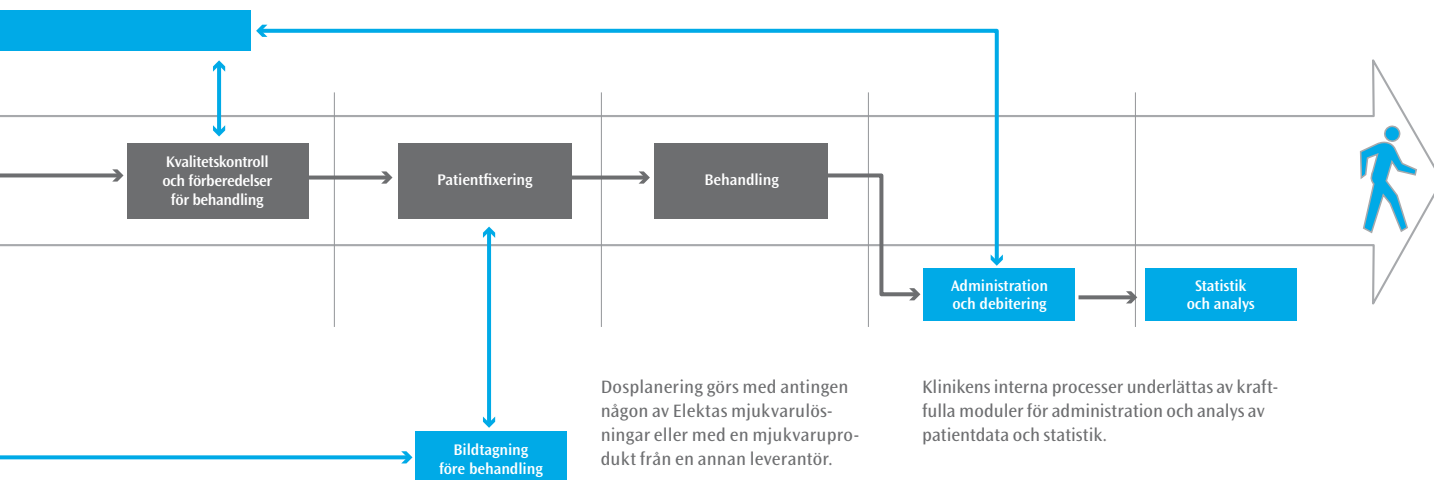 Kvalitetskontroll
och förberedelser
för behandling
Patientfixering
Behandling
Administration
och debitering
Statistik
och analys
Bildtagning
före behandling
Dosplanering görs med antingen
någon av Elektas mjukvarulös-
ningar eller med en mjukvarupro-
dukt från en annan leverantör.
Klinikens interna processer underlättas av kraft-
fulla moduler för administration och analys av
patientdata och statistik.